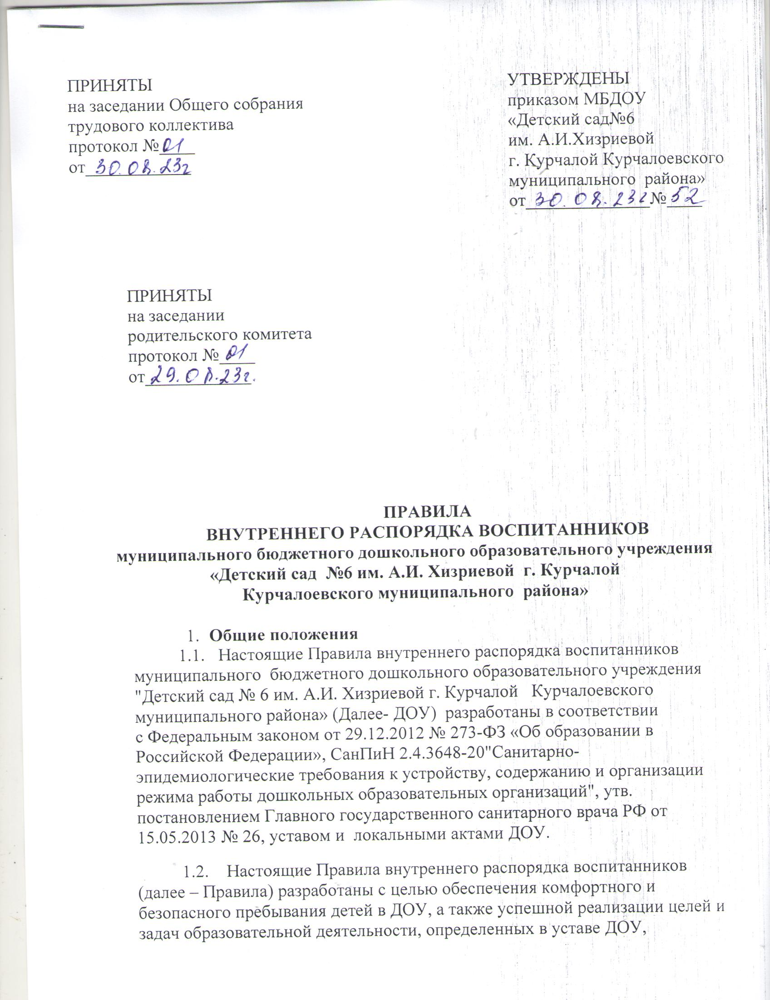 ПРИНЯТЫ
на заседании Общего собрания
трудового коллектива
протокол № 01
от 30.08.23г
УТВЕРЖДЕНЫ
приказом МБДОУ
«Детский сад№6
им. А.И.Хизриевой
г. Курчалой Курчалоевского
муниципального района»
от 30.08.23г № 52
ПРИНЯТЫ
на заседании
родительского комитета
протокол № 01
от 29.08.23г.
ПРАВИЛА
ВНУТРЕННЕГО РАСПОРЯДКА ВОСПИТАННИКОВ
муниципального бюджетного дошкольного образовательного учреждения
«Детский сад №6 им. А.И. Хизриевой г. Курчалой
Курчалоевского муниципального района»
1. Общие положения
1.1. Настоящие Правила внутреннего распорядка воспитанников
муниципального бюджетного дошкольного образовательного учреждения
"Детский сад № 6 им. А.И. Хизриевой г. Курчалой Курчалоевского
муниципального района» (Далее- ДОУ) разработаны в соответствии
с Федеральным законом от 29.12.2012 № 273-ФЗ «Об образовании в
Российской Федерации», СанПиН 2.4.3648-20"Санитарно-
эпидемиологические требования к устройству, содержанию и организации
режима работы дошкольных образовательных организаций", утв.
постановлением Главного государственного санитарного врача РФ от
15.05.2013 № 26, уставом и локальными актами ДОУ.
1.2. Настоящие Правила внутреннего распорядка воспитанников
(далее – Правила) разработаны с целью обеспечения комфортного и
безопасного пребывания детей в ДОУ, а также успешной реализации целей и
задач образовательной деятельности, определенных в уставе ДОУ,